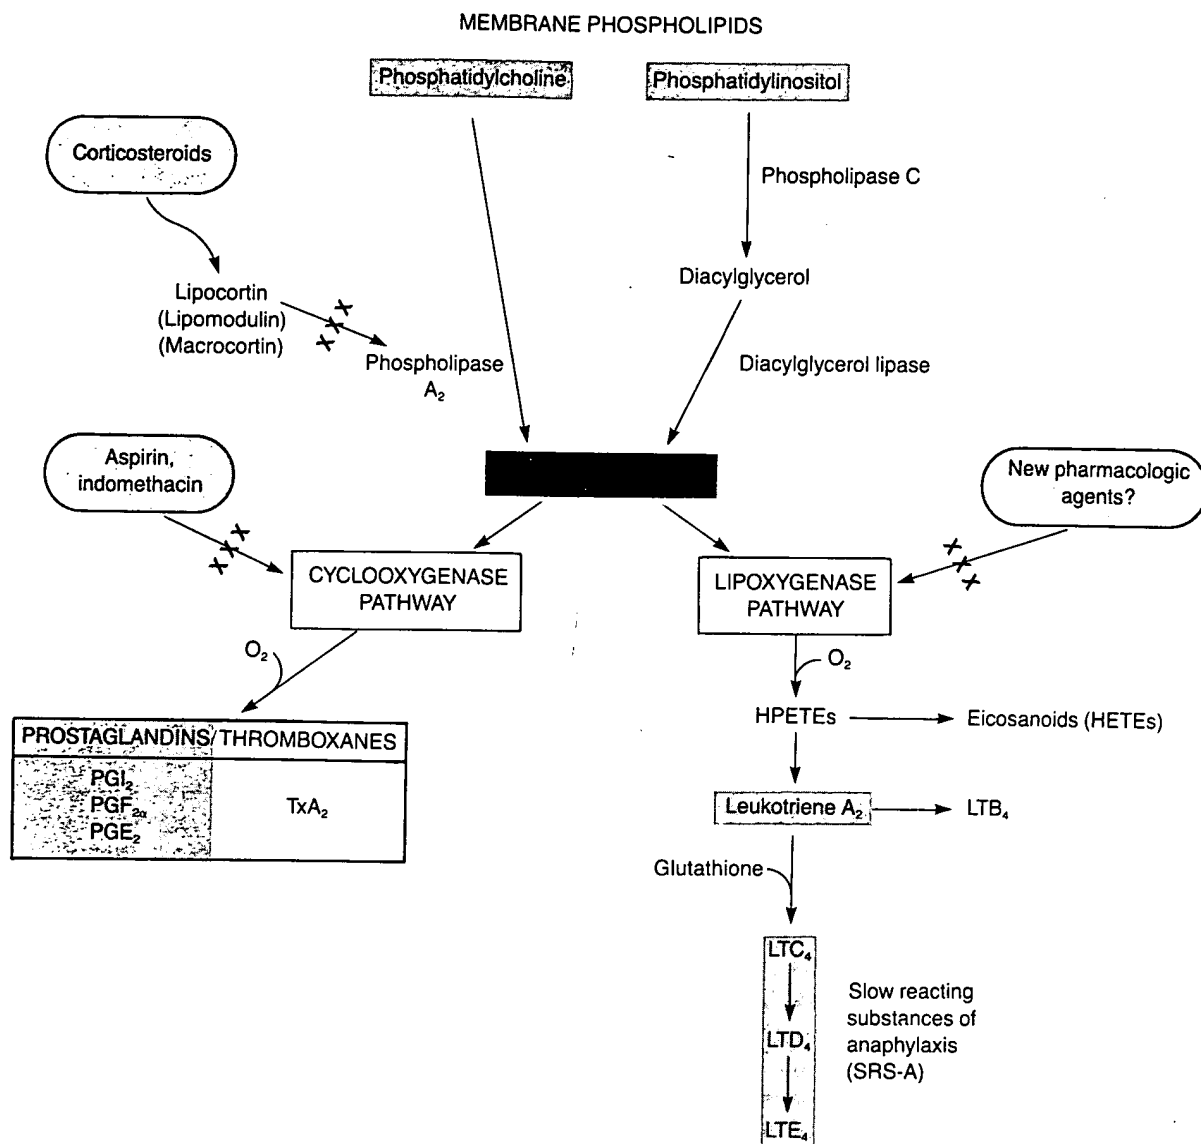 MEMBRANE PHOSPHOLIPIDS
Phosphatidylcholine
Phosphatidylinositol
Corticosteroids
Phospholipase C
Diacylglycerol
Lipocortin
(Lipomodulin)
(Macrocortin)
X X X
Phospholipase
A₂
Diacylglycerol lipase
Aspirin,
indomethacin
New pharmacologic
agents?
X X X
X X X
CYCLOOXYGENASE
PATHWAY
LIPOXYGENASE
PATHWAY
O₂
O₂
PROSTAGLANDINS/THROMBOXANES
PGI₂
PGF₂α
PGE₂
TxA₂
HPETEs
Eicosanoids (HETEs)
Leukotriene A₂
LTB₄
Glutathione
LTC₄
LTD₄
LTE₄
Slow reacting
substances of
anaphylaxis
(SRS-A)